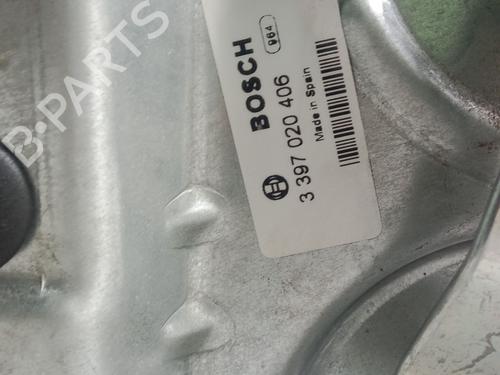 BOSCH
964
3 397 020 406
Made in Spain
B-PARTS